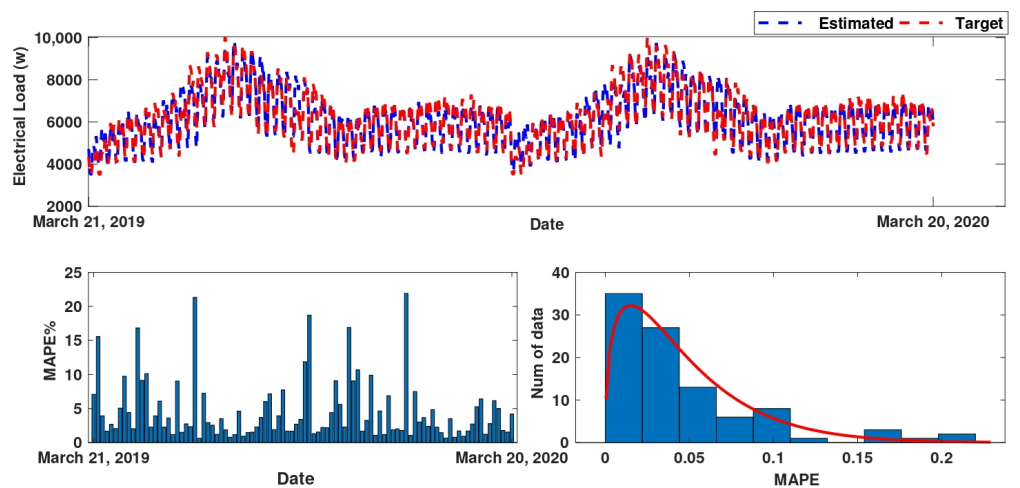 Estimated Target
10,000
8000
6000
4000
2000
Electrical Load (w)
March 21, 2019
Date
March 20, 2020
25
20
15
10
5
0
MAPE%
March 21, 2019
March 20, 2020
Date
40
30
20
10
0
Num of data
0 0.05 0.1 0.15 0.2
MAPE